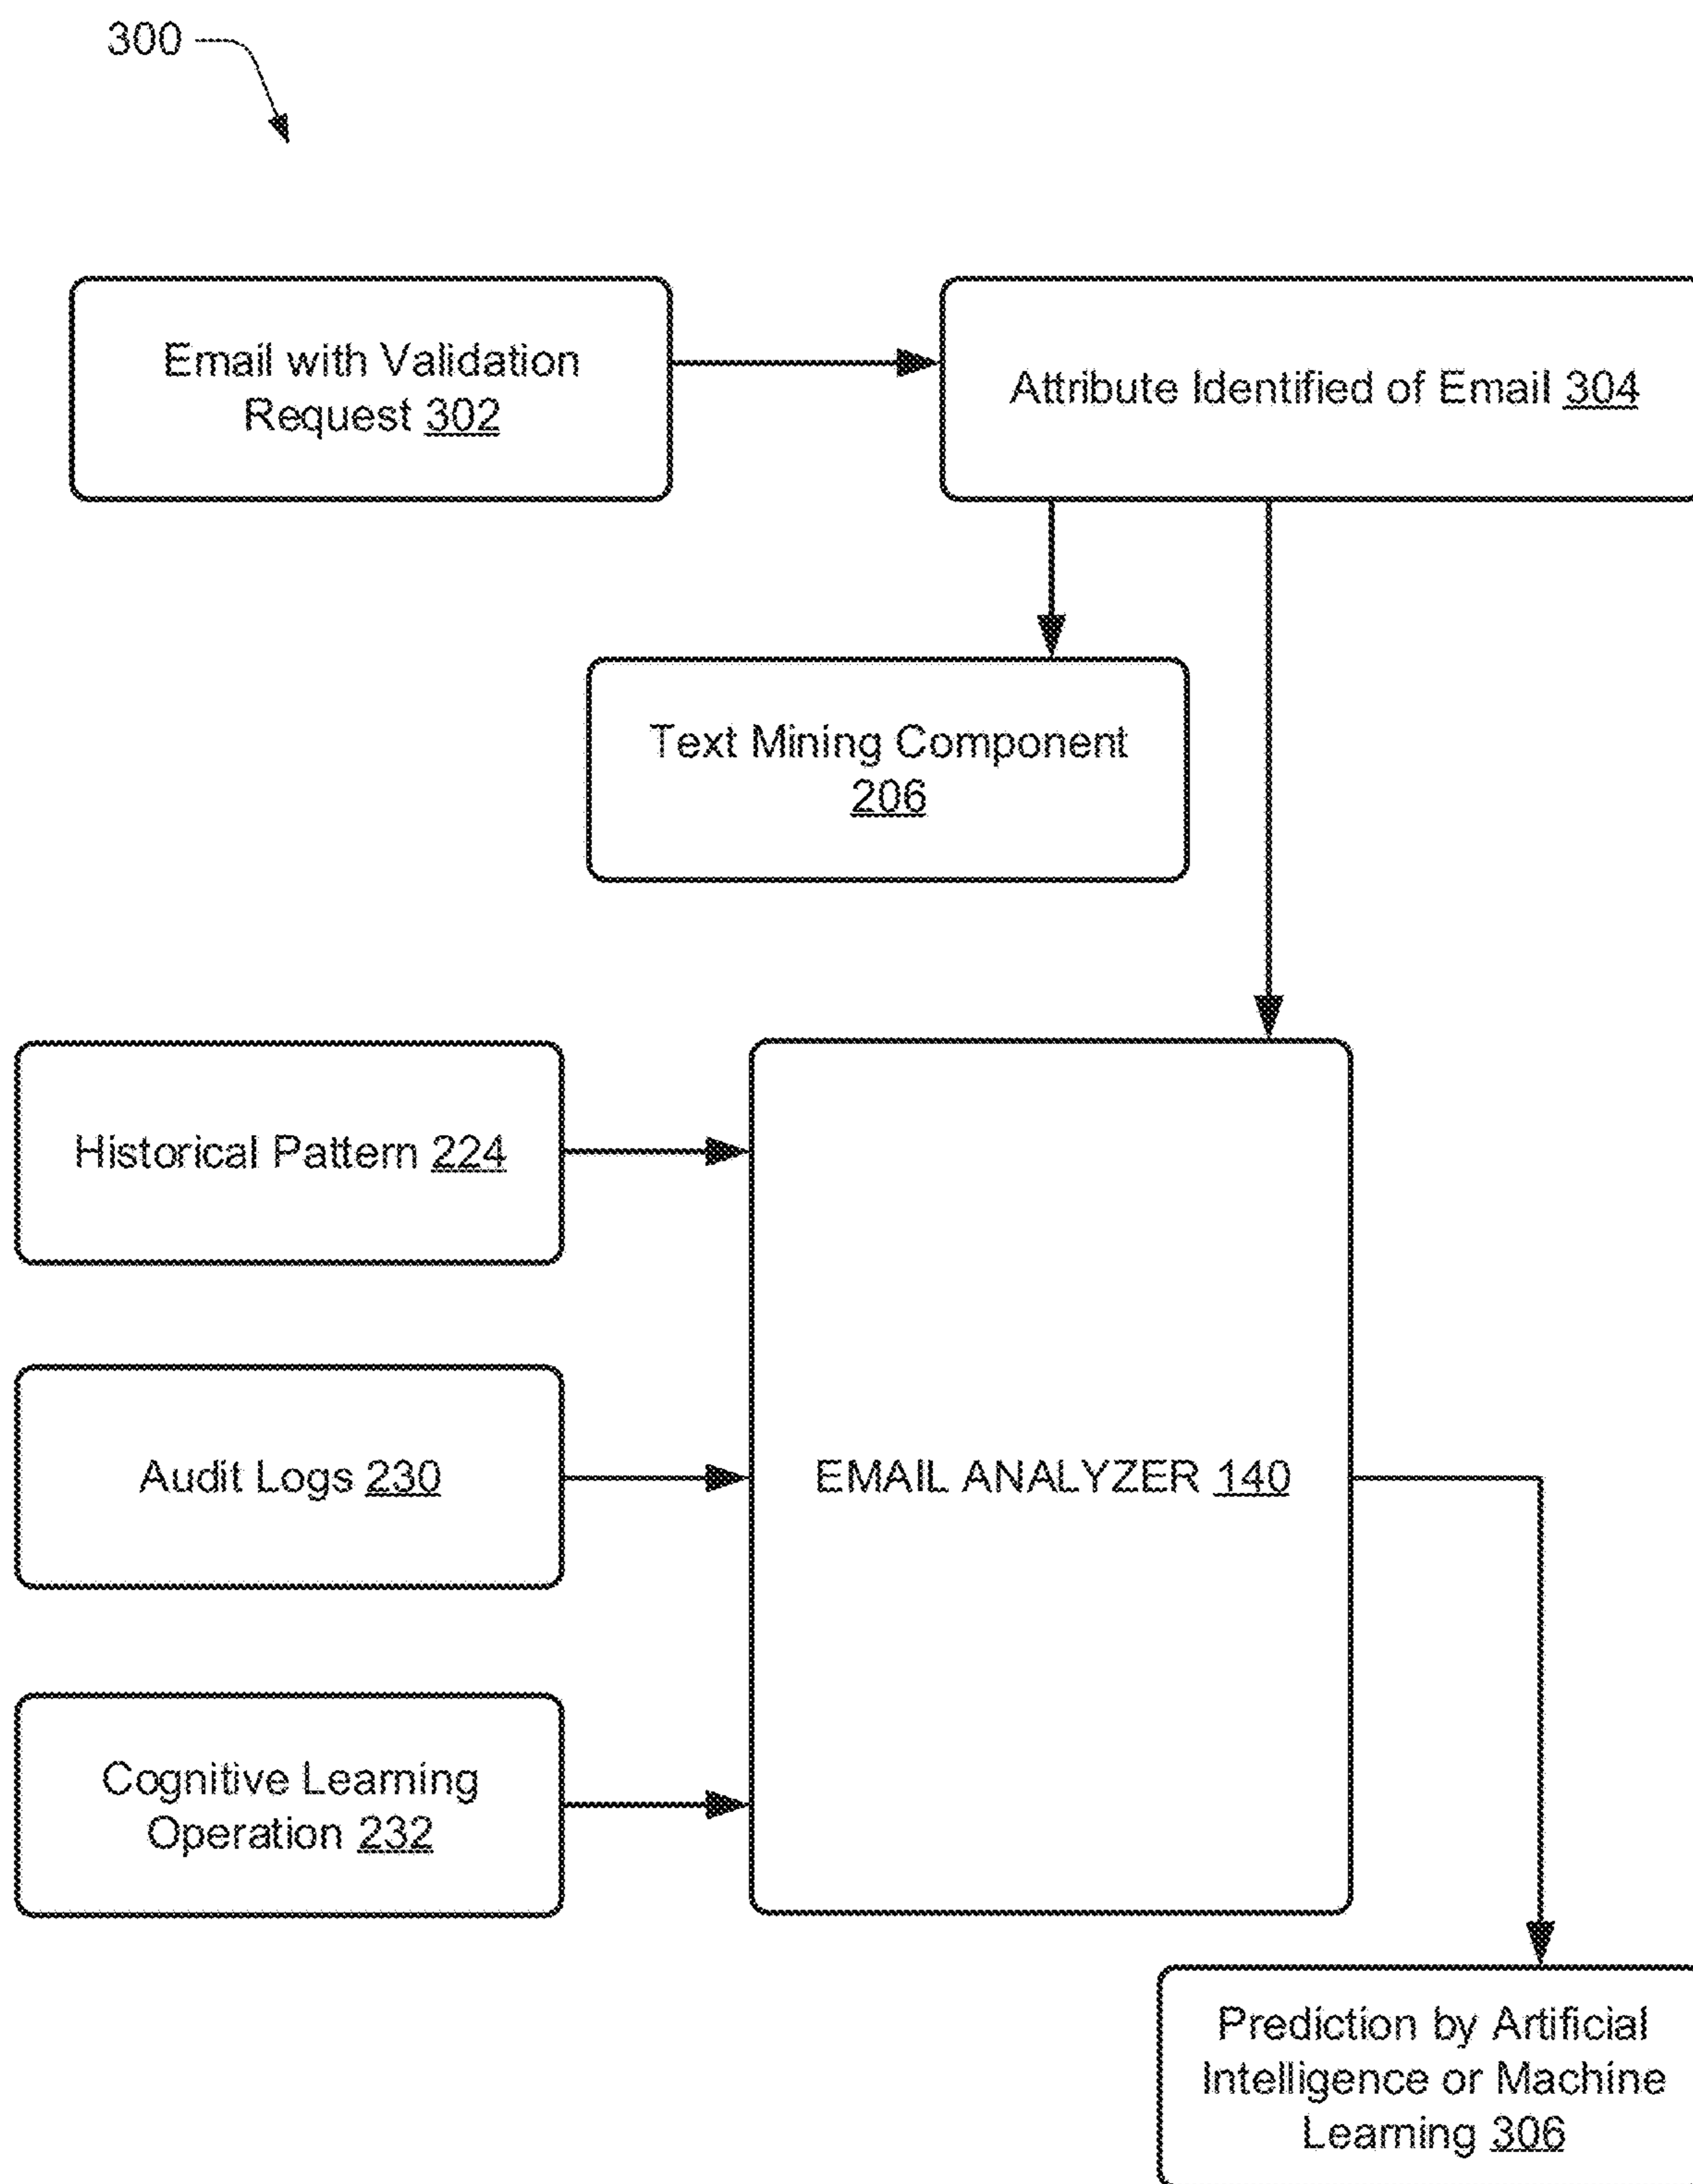 300
Email with Validation
Request 302
Attribute Identified of Email 304
Text Mining Component
206
Historical Pattern 224
Audit Logs 230
EMAIL ANALYZER 140
Cognitive Learning
Operation 232
Prediction by Artificial
Intelligence or Machine
Learning 306